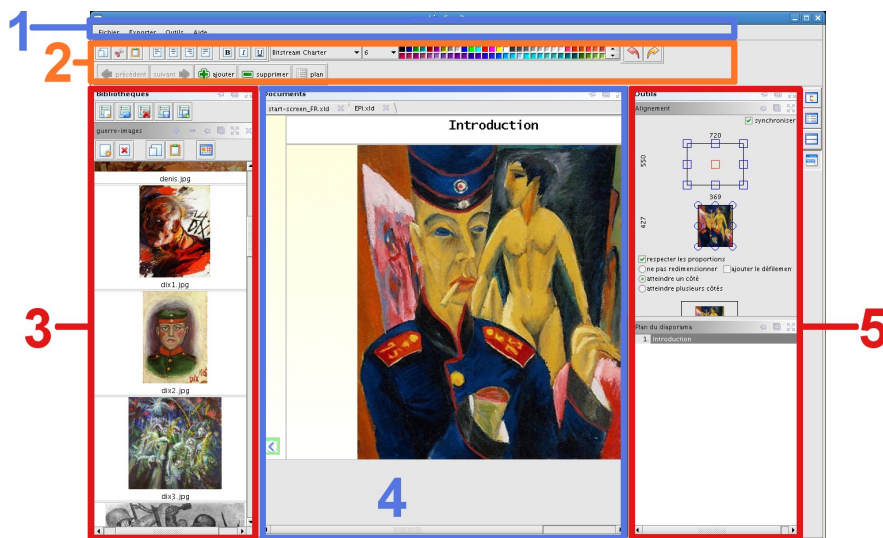 1
Fichier Exporter Outils Aide
2
B I U Bitstream Charter 6
précédent suivant ajouter supprimer plan
Bibliothèques
guerre-images
denis.jpg
dix1.jpg
3
dix2.jpg
dix3.jpg
Documents
start-screen_FR.xld EPI.xld
Introduction
4
Outils
Alignement
synchroniser
720
550
369
427
respecter les proportions
ne pas redimensionner ajouter le défilemen
atteindre un côté
atteindre plusieurs côtés
5
Plan du diaporama
1 Introduction